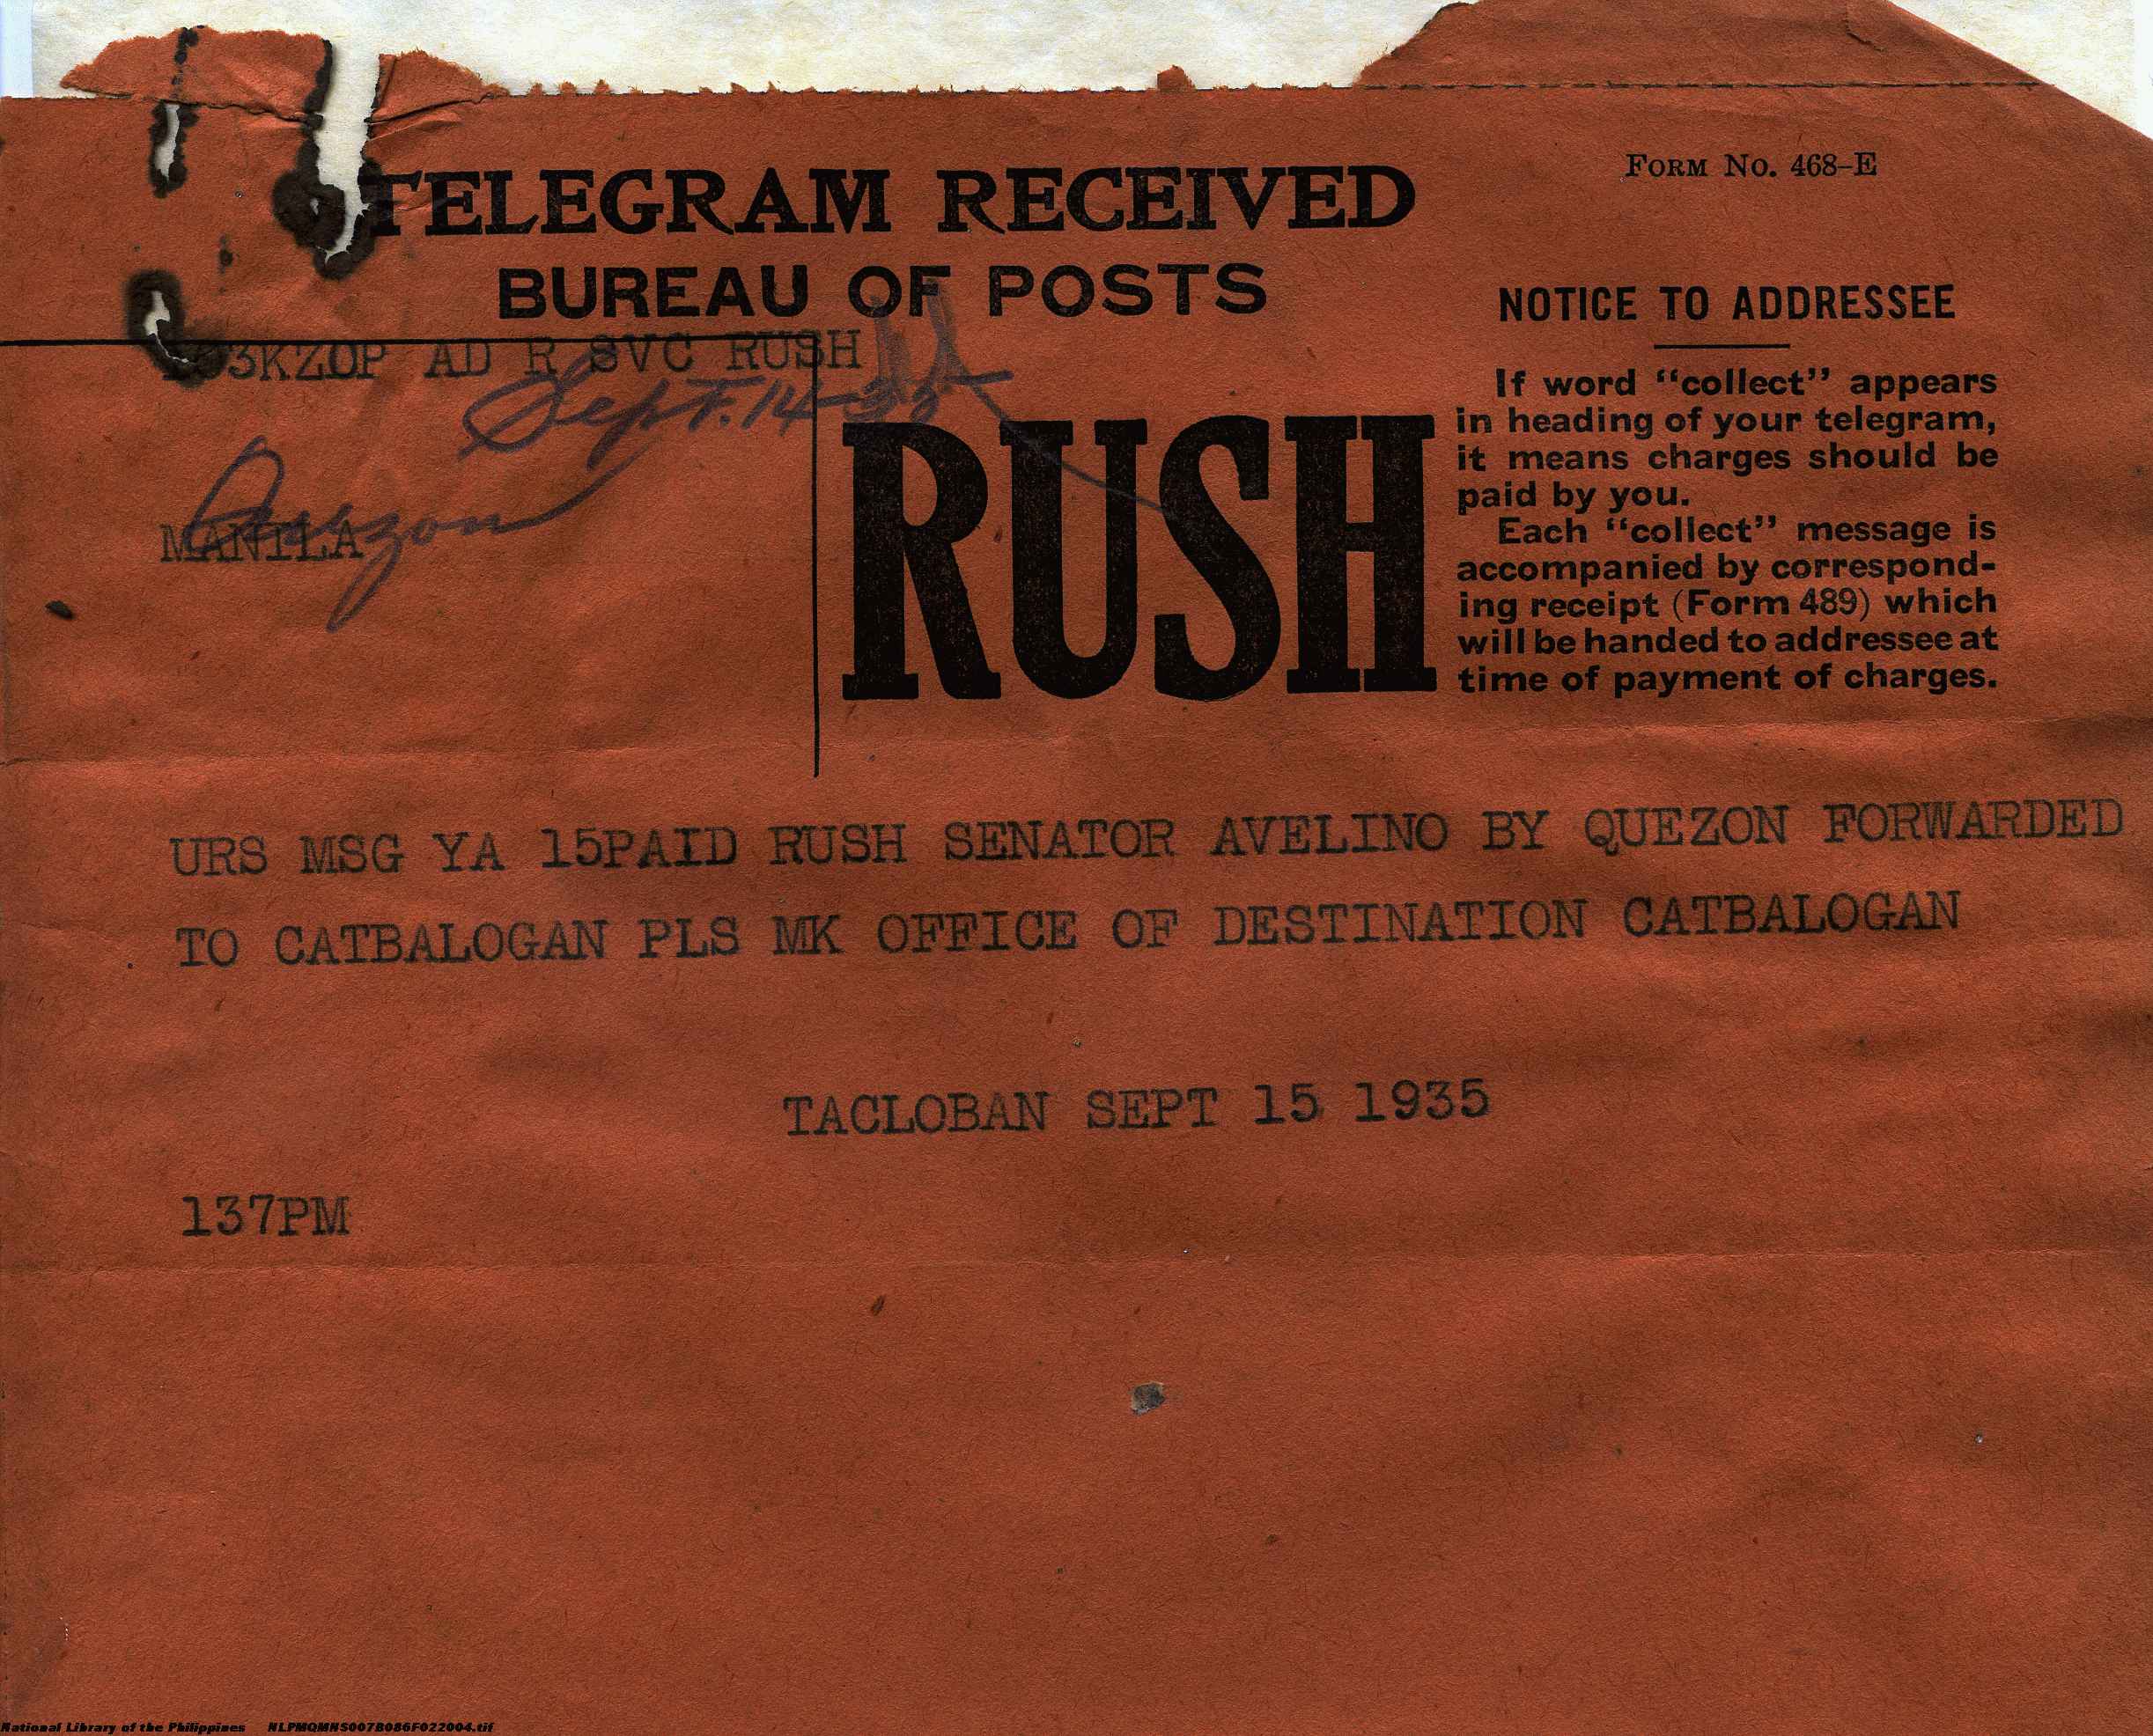 FORM NO. 468-E
TELEGRAM RECEIVED
BUREAU OF POSTS
3KZOP AD R SVC RUSH
Sept. 14-35
Quezon
MANILA
RUSH
NOTICE TO ADDRESSEE
If word “collect” appears
in heading of your telegram,
it means charges should be
paid by you.
Each “collect” message is
accompanied by correspond-
ing receipt (Form 489) which
will be handed to addressee at
time of payment of charges.
URS MSG YA 15PAID RUSH SENATOR AVELINO BY QUEZON FORWARDED
TO CATBALOGAN PLS MK OFFICE OF DESTINATION CATBALOGAN
TACLOBAN SEPT 15 1935
137PM
National Library of the Philippines NLPMQMNS007B086F022004.tif